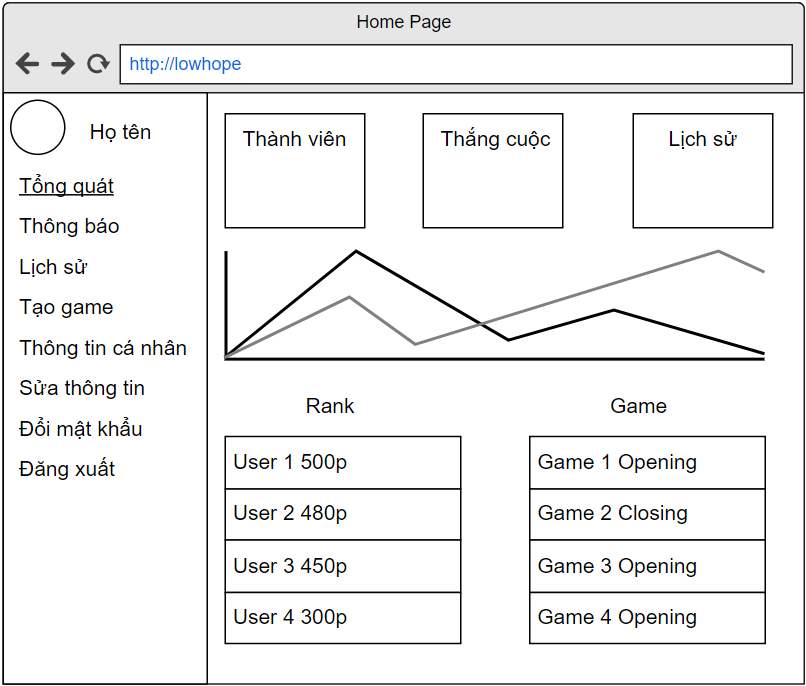 Home Page
http://lowhope
Họ tên
Tổng quát
Thông báo
Lịch sử
Tạo game
Thông tin cá nhân
Sửa thông tin
Đổi mật khẩu
Đăng xuất
Thành viên
Thắng cuộc
Lịch sử
Rank
User 1 500p
User 2 480p
User 3 450p
User 4 300p
Game
Game 1 Opening
Game 2 Closing
Game 3 Opening
Game 4 Opening